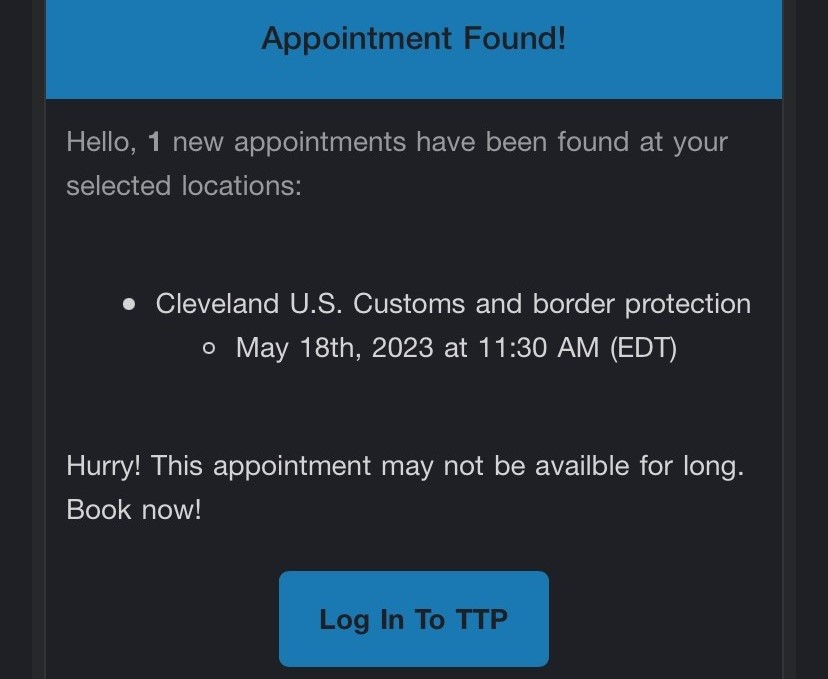 Appointment Found!
Hello, 1 new appointments have been found at your
selected locations:
Cleveland U.S. Customs and border protection
May 18th, 2023 at 11:30 AM (EDT)
Hurry! This appointment may not be availble for long.
Book now!
Log In To TTP